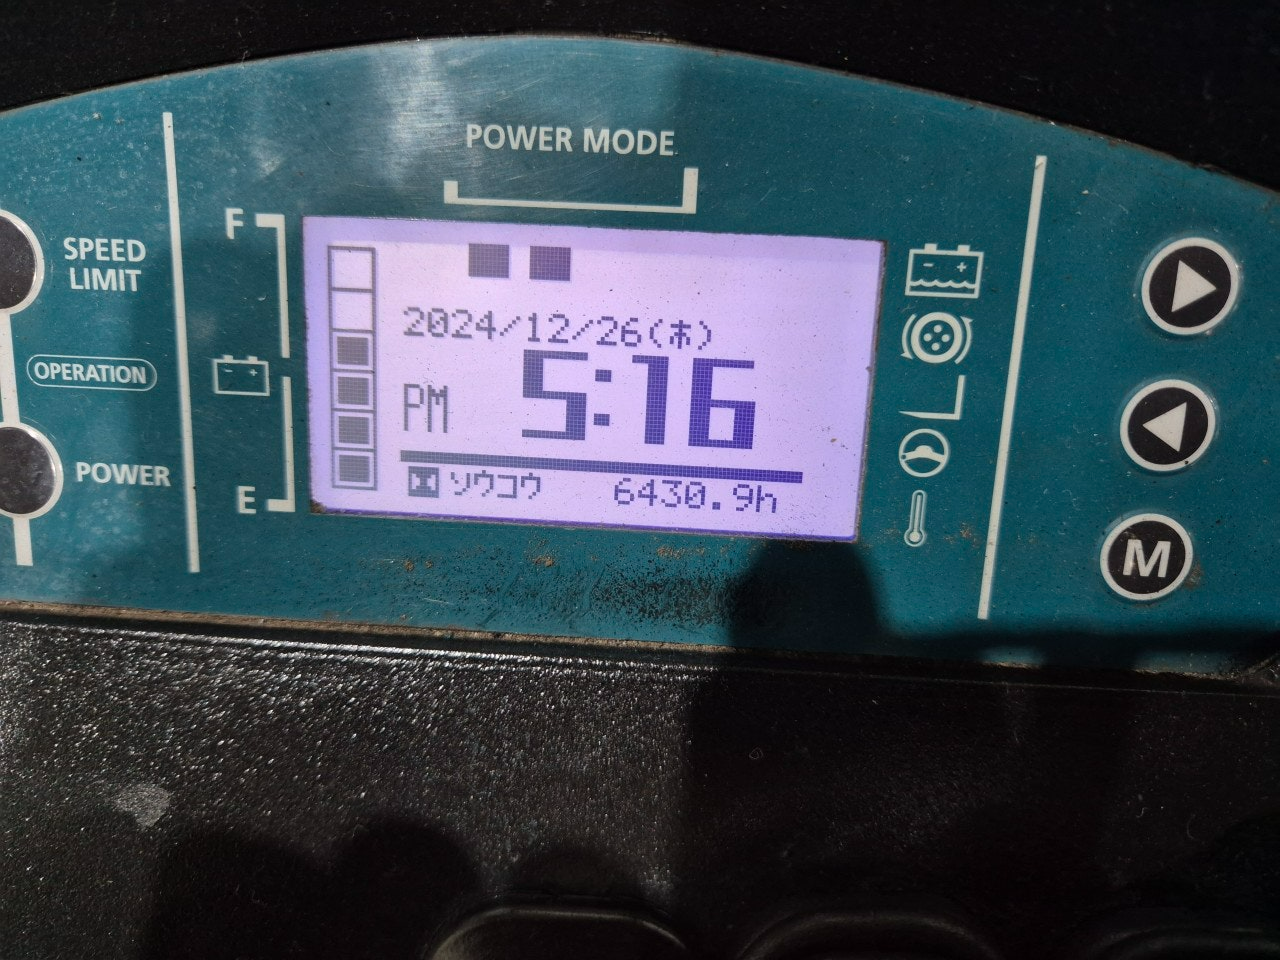 POWER MODE
SPEED
LIMIT
OPERATION
POWER
F
E
2024/12/26(木)
PM 5:16
ソウコウ 6430.9h
M